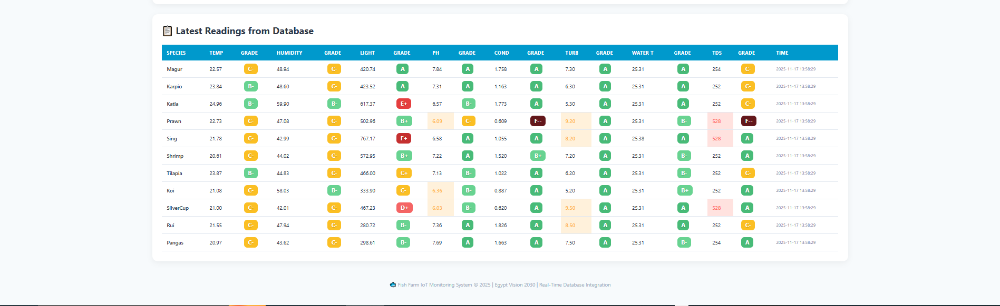 Latest Readings from Database
SPECIES TEMP GRADE HUMIDITY GRADE LIGHT GRADE PH GRADE COND GRADE TURB GRADE WATER T GRADE TDS GRADE TIME
Magur 22.57 C- 48.94 C- 420.74 A 7.84 A 1.758 A 7.30 A 25.31 A 254 C- 2025-11-17 13:58:29
Karpio 23.84 B- 48.60 C- 423.52 A 7.31 A 1.163 A 6.30 A 25.31 A 252 C- 2025-11-17 13:58:29
Katla 24.96 B- 59.90 B- 617.37 E+ 6.57 B- 1.773 A 5.30 A 25.31 A 252 C- 2025-11-17 13:58:29
Prawn 22.73 C- 47.08 C- 502.96 B+ 6.09 C- 0.609 F-- 9.20 A 25.31 B- 528 F-- 2025-11-17 13:58:29
Sing 21.78 C- 42.99 C- 767.17 F+ 6.58 A 1.055 A 8.20 A 25.38 A 528 A 2025-11-17 13:58:29
Shrimp 20.61 C- 44.02 C- 572.95 B+ 7.22 A 1.520 B+ 7.20 A 25.31 B- 252 A 2025-11-17 13:58:29
Tilapia 23.87 B- 44.83 C- 466.00 C+ 7.13 B- 1.022 A 6.20 A 25.31 B- 252 C- 2025-11-17 13:58:29
Koi 21.08 C- 58.03 B- 333.90 C- 6.36 B- 0.887 A 5.20 A 25.31 B+ 252 A 2025-11-17 13:58:29
SilverCup 21.00 C- 42.01 C- 467.23 D+ 6.03 B- 0.620 A 9.50 A 25.31 A 528 A 2025-11-17 13:58:29
Rui 21.55 C- 47.94 C- 280.72 B- 7.36 A 1.826 A 8.50 A 25.31 A 252 C- 2025-11-17 13:58:29
Pangas 20.97 C- 43.62 C- 298.61 B- 7.69 A 1.663 A 7.50 A 25.31 B- 254 A 2025-11-17 13:58:29
Fish Farm IoT Monitoring System © 2025 | Egypt Vision 2030 | Real-Time Database Integration